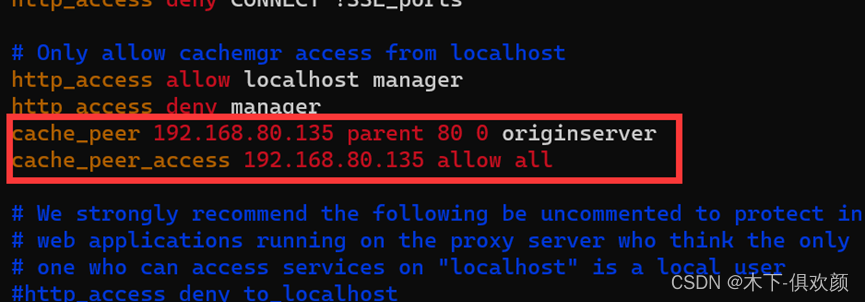 http_access deny CONNECT !SSL_ports
# Only allow cachemgr access from localhost
http_access allow localhost manager
http_access deny manager
cache_peer 192.168.80.135 parent 80 0 originserver
cache_peer_access 192.168.80.135 allow all
# We strongly recommend the following be uncommented to protect in
# web applications running on the proxy server who think the only
# one who can access services on "localhost" is a local user
#http_access deny to_localhost
CSDN @木下-俱欢颜